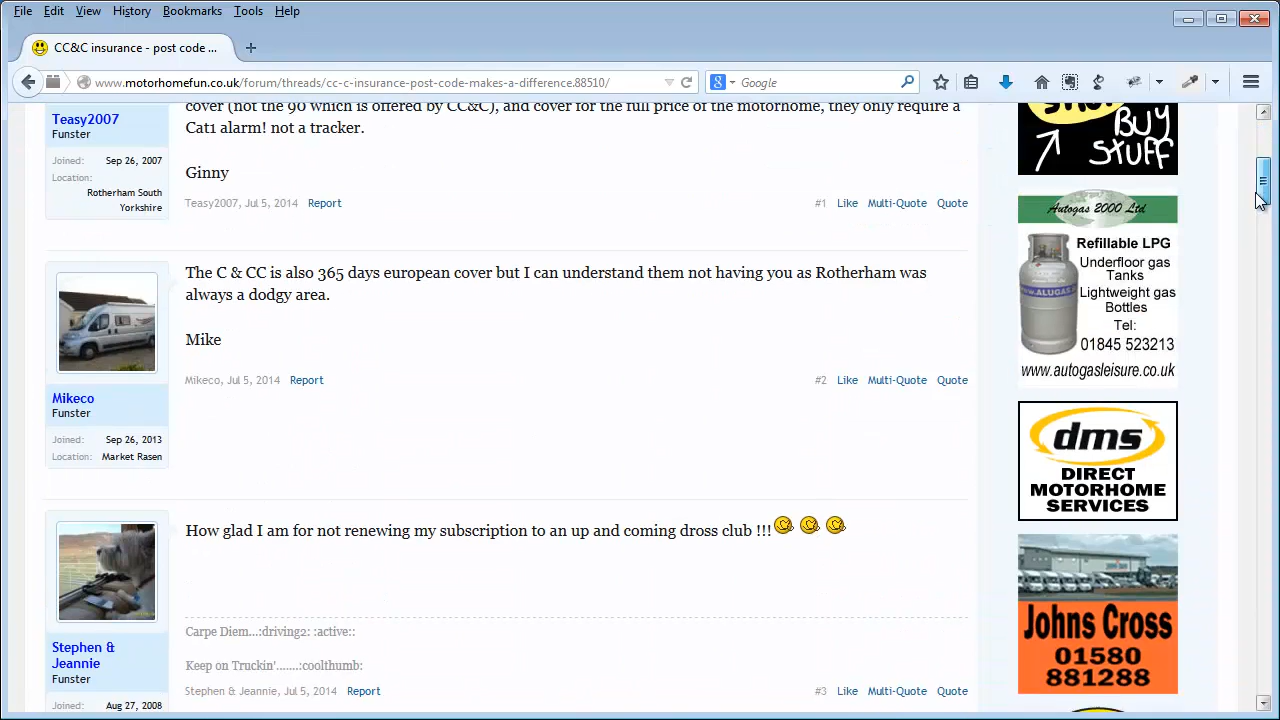 File Edit View History Bookmarks Tools Help
CC&C insurance - post code ...
www.motorhomefun.co.uk/forum/threads/cc-c-insurance-post-code-makes-a-difference.88510/
Google
Teasy2007
Funster
Joined: Sep 26, 2007
Location:
Rotherham South
Yorkshire
cover (not the 90 which is offered by CC&C), and cover for the full price of the motorhome, they only require a
Cat1 alarm! not a tracker.
Ginny
Teasy2007, Jul 5, 2014 Report #1 Like Multi-Quote Quote
Mikeco
Funster
Joined: Sep 26, 2013
Location: Market Rasen
The C & CC is also 365 days european cover but I can understand them not having you as Rotherham was
always a dodgy area.
Mike
Mikeco, Jul 5, 2014 Report #2 Like Multi-Quote Quote
Stephen &
Jeannie
Funster
Joined: Aug 27, 2008
How glad I am for not renewing my subscription to an up and coming dross club !!!
Carpe Diem...:driving2: :active::
Keep on Truckin'.......:coolthumb:
Stephen & Jeannie, Jul 5, 2014 Report #3 Like Multi-Quote Quote
BUY
STUFF
Autogas 2000 Ltd
Refillable LPG
Underfloor gas
Tanks
Lightweight gas
Bottles
Tel:
01845 523213
www.autogasleisure.co.uk
ALUGAS
dms
DIRECT
MOTORHOME
SERVICES
Johns Cross
01580
881288